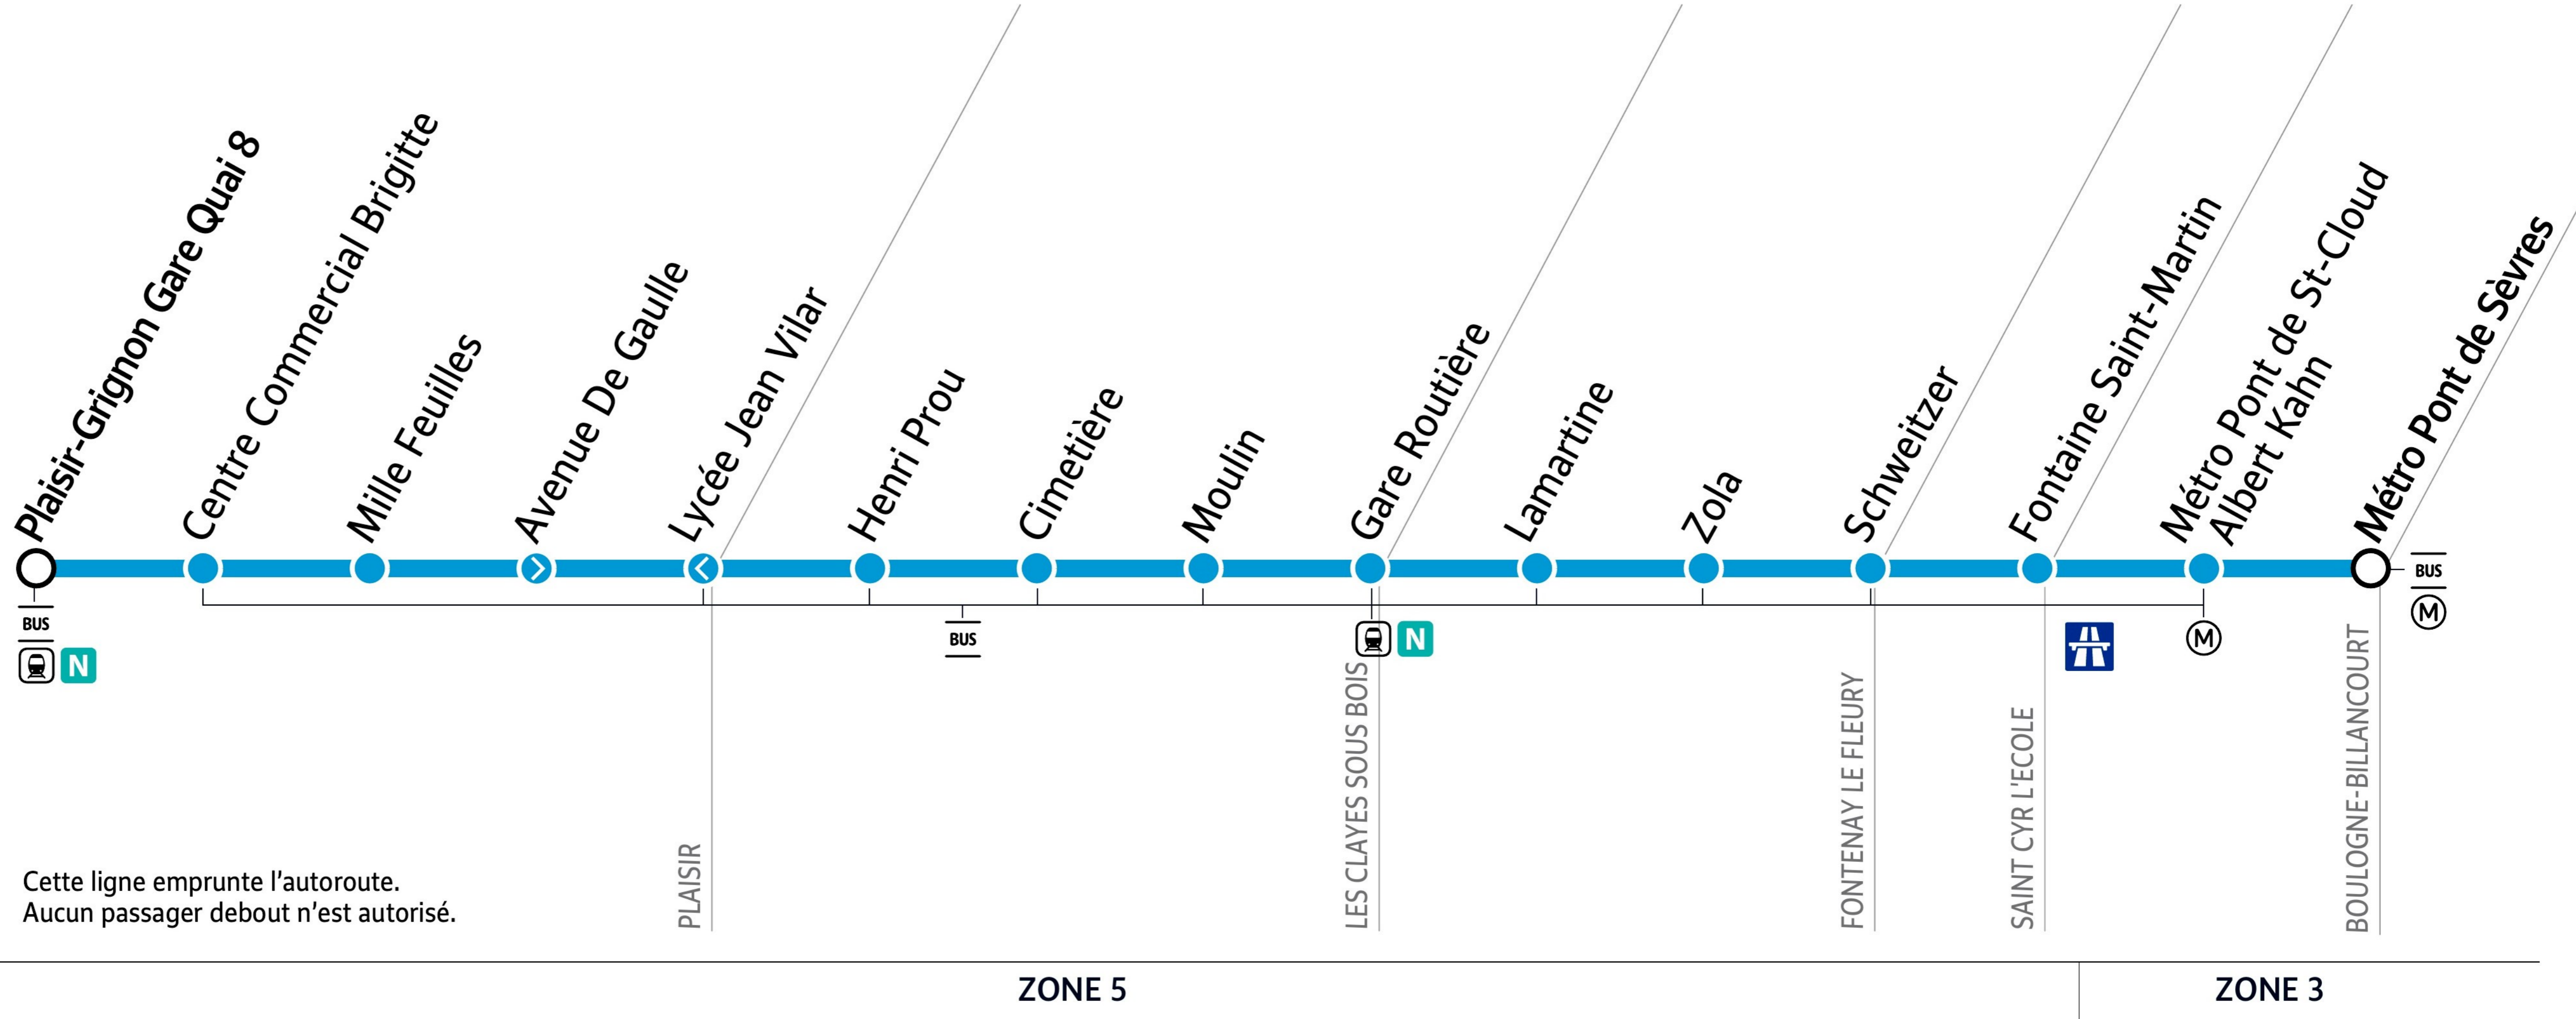 Plaisir-Grignon Gare Quai 8
Centre Commercial Brigitte
Mille Feuilles
Avenue De Gaulle
Lycée Jean Vilar
Henri Prou
Cimetière
Moulin
Gare Routière
Lamartine
Zola
Schweitzer
Fontaine Saint-Martin
Métro Pont de St-Cloud
Albert Kahn
Métro Pont de Sèvres
BUS
N
BUS
N
M
BUS
M
PLAISIR
LES CLAYES SOUS BOIS
FONTENAY LE FLEURY
SAINT CYR L'ECOLE
BOULOGNE-BILLANCOURT
Cette ligne emprunte l’autoroute.
Aucun passager debout n’est autorisé.
ZONE 5
ZONE 3